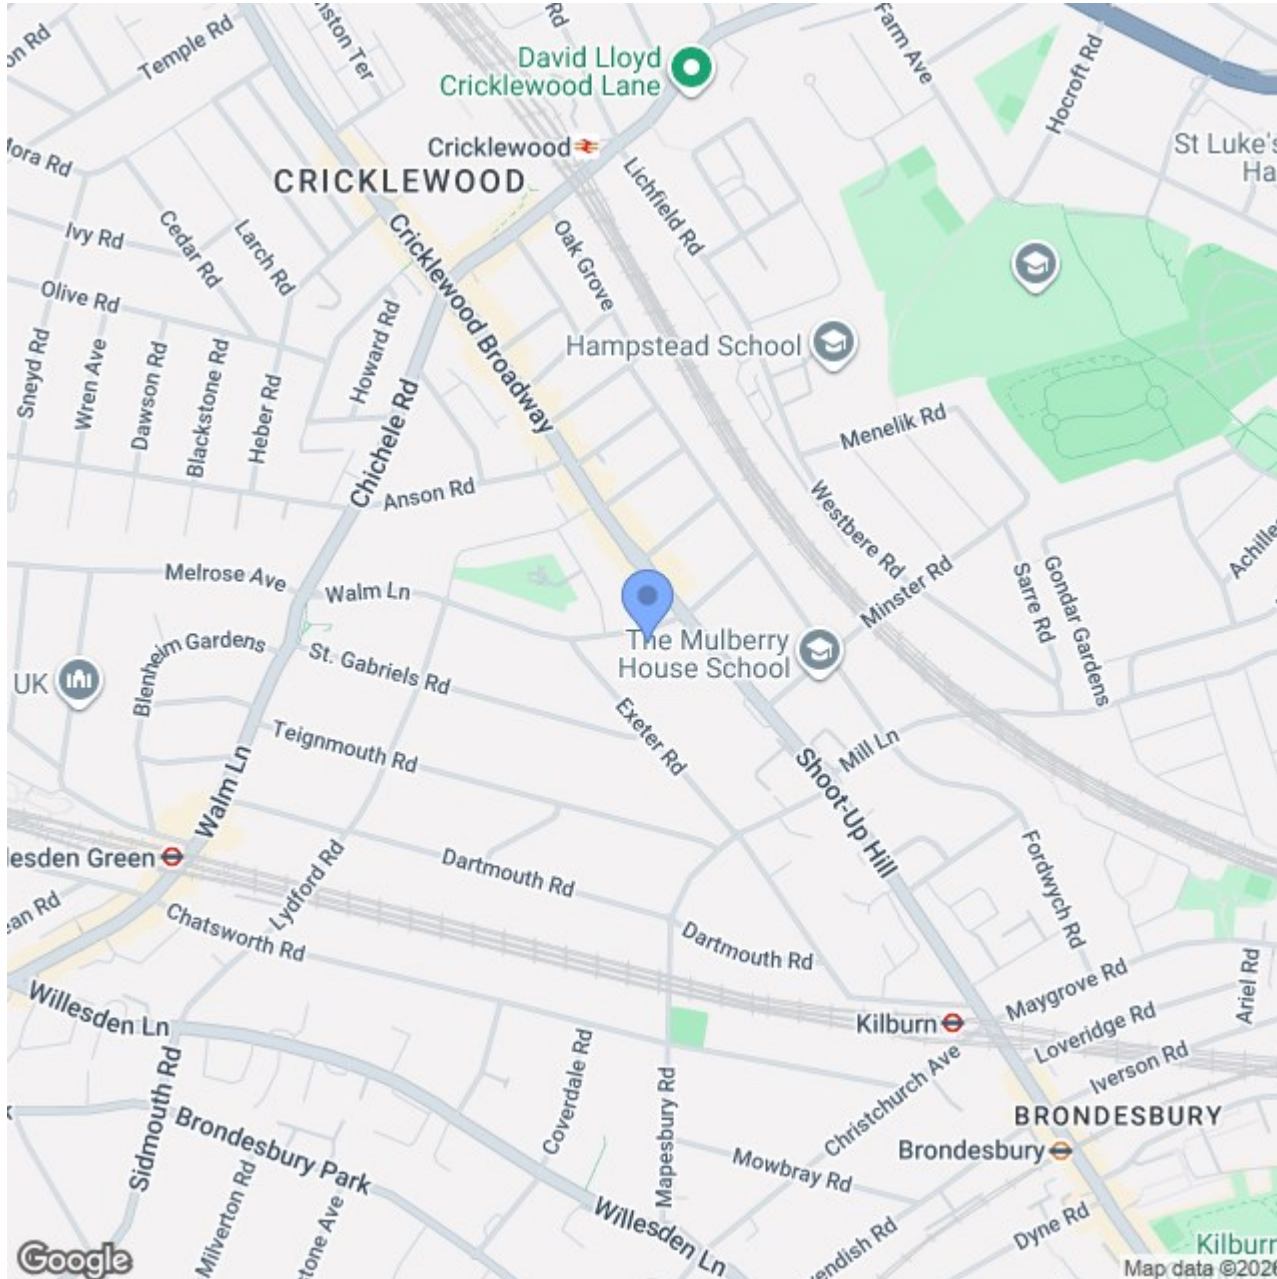 Rd
Farm Ave
Hocroft Rd
Temple Rd
David Lloyd
Cricklewood Lane
Cricklewood
CRICKLEWOOD
St Luke's
Lichfield Rd
Ivy Rd
Cedar Rd
Larch Rd
Oak Grove
Cricklewood Broadway
Olive Rd
Howard Rd
Hampstead School
Sneyd Rd
Wren Ave
Dawson Rd
Blackstone Rd
Heber Rd
Chichele Rd
Menelik Rd
Anson Rd
Westbere Rd
Melrose Ave
Walm Ln
Minster Rd
Sarre Rd
Gondar Gardens
Blenheim Gardens
St. Gabriels Rd
The Mulberry
House School
UK
Exeter Rd
Teignmouth Rd
Mill Ln
Walm Ln
Shoot-Up Hill
lesden Green
Lydford Rd
Dartmouth Rd
Fordwych Rd
Chatsworth Rd
Dartmouth Rd
Willesden Ln
Kilburn
Maygrove Rd
Ariel Rd
Loveridge Rd
Iverson Rd
Sidmouth Rd
Coverdale Rd
Mapesbury Rd
Christchurch Ave
BRONDESBURY
Brondesbury Park
Brondesbury
Mowbray Rd
Milverton Rd
Willesden Ln
Dyne Rd
Kilburn
Google
Map data ©2026